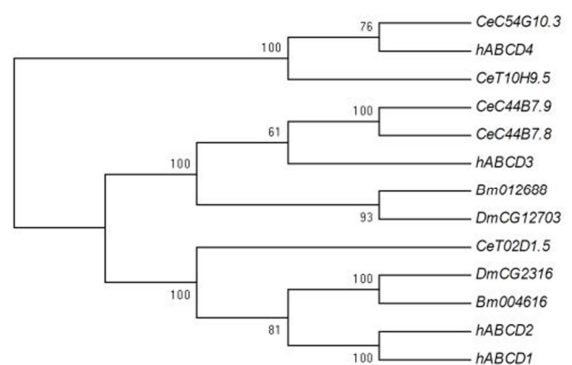 CeC54G10.3
76
hABCD4
100
CeT10H9.5
CeC44B7.9
100
CeC44B7.8
61
hABCD3
100
Bm012688
93
DmCG12703
CeT02D1.5
100
DmCG2316
100
Bm004616
81
hABCD2
100
hABCD1